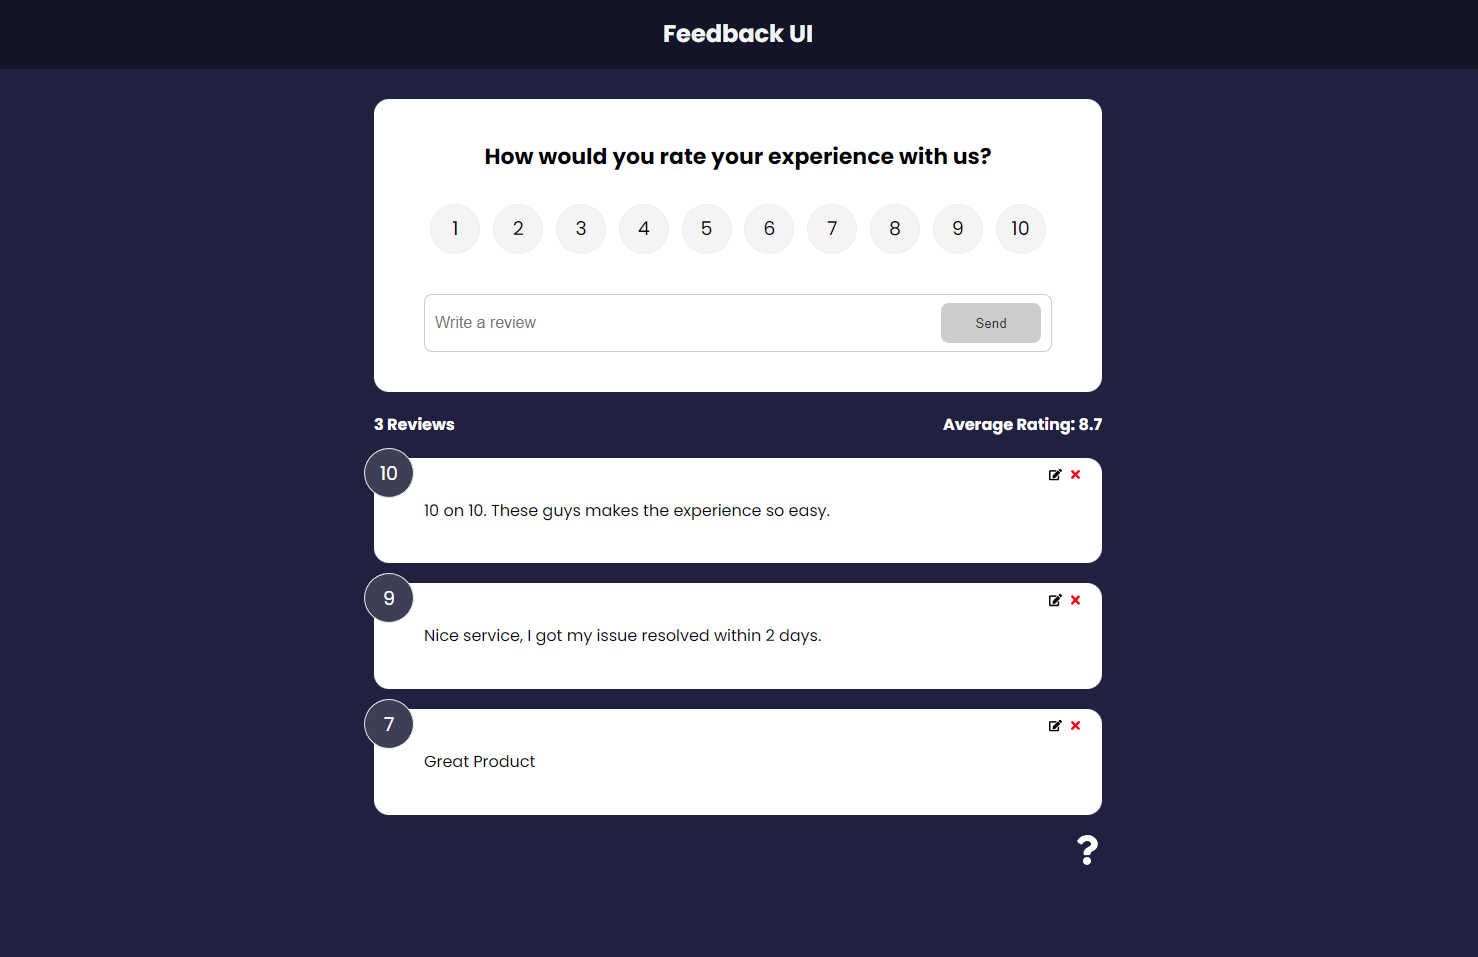 Feedback UI
How would you rate your experience with us?
1 2 3 4 5 6 7 8 9 10
Write a review
Send
3 Reviews
Average Rating: 8.7
10
10 on 10. These guys makes the experience so easy.
9
Nice service, I got my issue resolved within 2 days.
7
Great Product
?